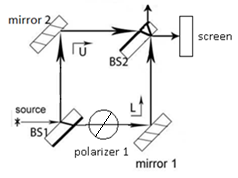 mirror 2
screen
U
BS2
source
L
BS1
polarizer 1
mirror 1